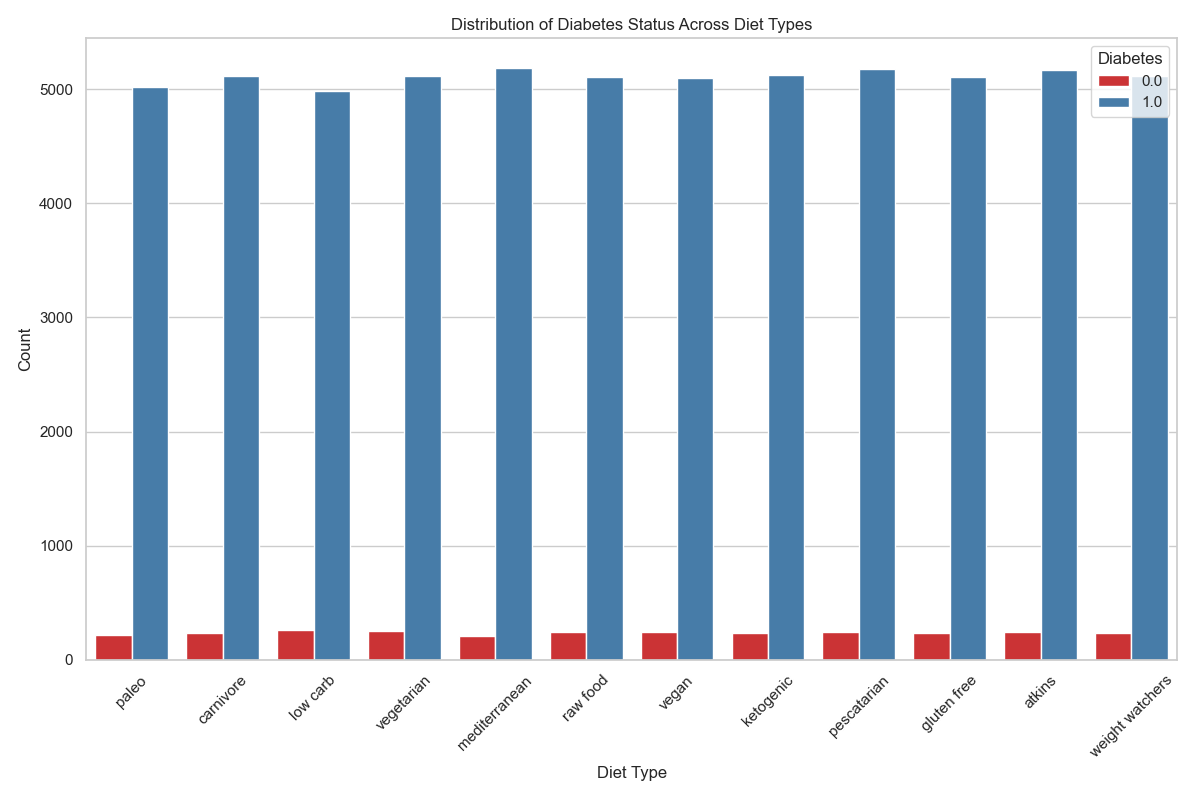 Distribution of Diabetes Status Across Diet Types
Diabetes
0.0
1.0
5000
4000
3000
2000
1000
0
Count
paleo
carnivore
low carb
vegetarian
mediterranean
raw food
vegan
ketogenic
pescatarian
gluten free
atkins
weight watchers
Diet Type